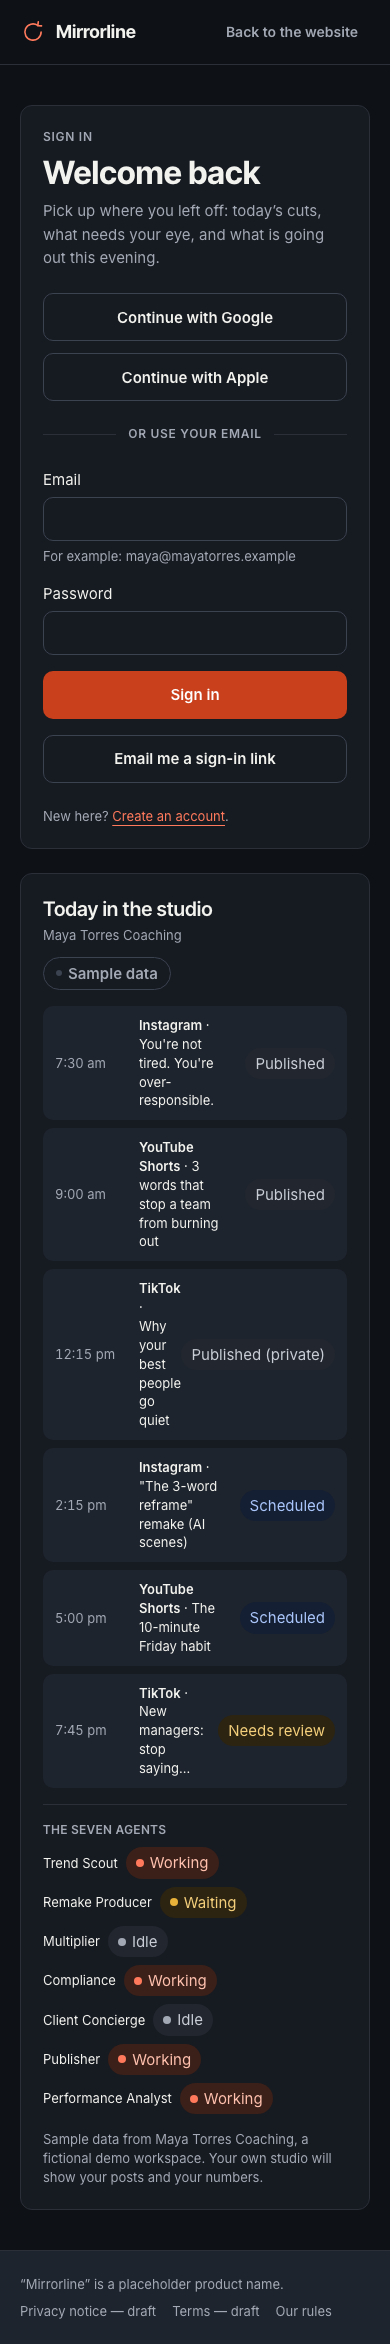 Mirrorline
Back to the website
SIGN IN
Welcome back
Pick up where you left off: today’s cuts,
what needs your eye, and what is going
out this evening.
Continue with Google
Continue with Apple
OR USE YOUR EMAIL
Email
For example: maya@mayatorres.example
Password
Sign in
Email me a sign-in link
New here? Create an account.
Today in the studio
Maya Torres Coaching
Sample data
7:30 am
Instagram ·
You're not
tired. You're
over-
responsible.
Published
9:00 am
YouTube
Shorts · 3
words that
stop a team
from burning
out
Published
12:15 pm
TikTok
·
Why
your
best
people
go
quiet
Published (private)
2:15 pm
Instagram ·
"The 3-word
reframe"
remake (AI
scenes)
Scheduled
5:00 pm
YouTube
Shorts · The
10-minute
Friday habit
Scheduled
7:45 pm
TikTok ·
New
managers:
stop
saying…
Needs review
THE SEVEN AGENTS
Trend Scout
Working
Remake Producer
Waiting
Multiplier
Idle
Compliance
Working
Client Concierge
Idle
Publisher
Working
Performance Analyst
Working
Sample data from Maya Torres Coaching, a
fictional demo workspace. Your own studio will
show your posts and your numbers.
“Mirrorline” is a placeholder product name.
Privacy notice — draft
Terms — draft
Our rules